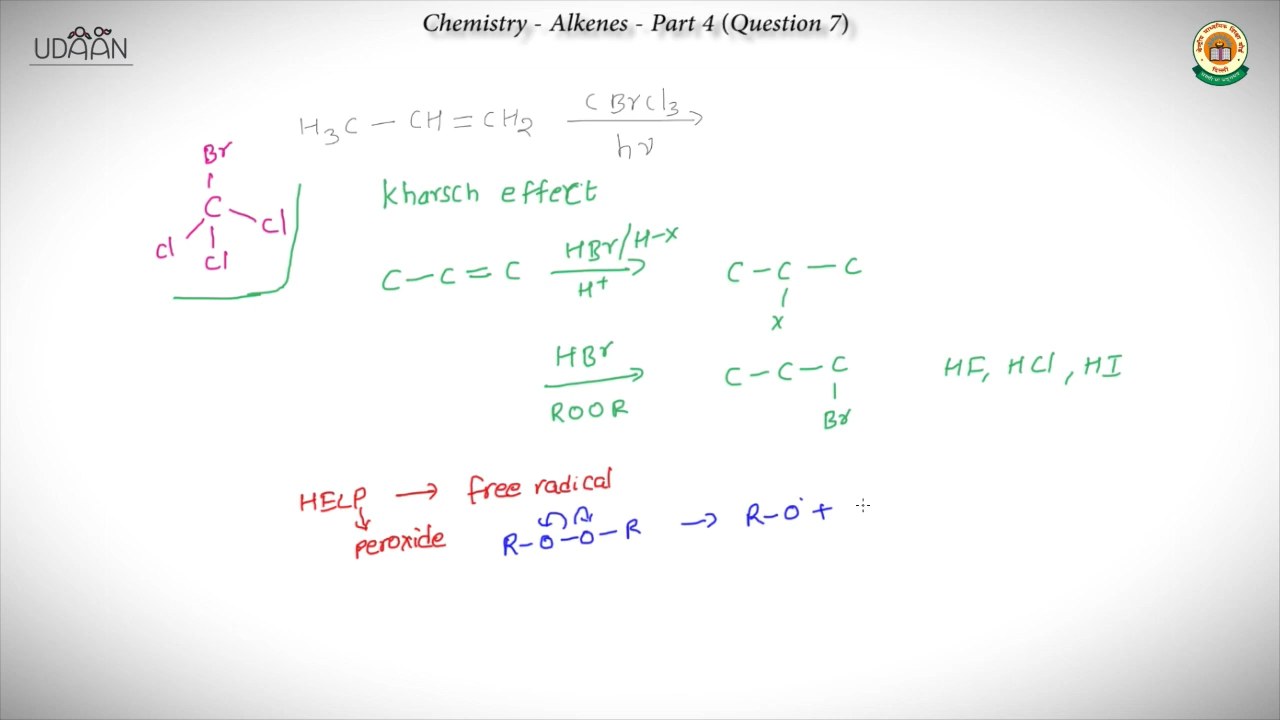 Chemistry - Alkenes - Part 4 (Question 7)
UDAAN
H₃C — CH = CH₂ CBrCl₃ hν
Br
C
Cl Cl
Cl
Kharsch effect
C — C = C HBr/H-X H⁺ C — C — C
X
HBr ROOR C — C — C HF, HCl, HI
Br
HELP → free radical
peroxide R — O — O — R → R — O˙ +